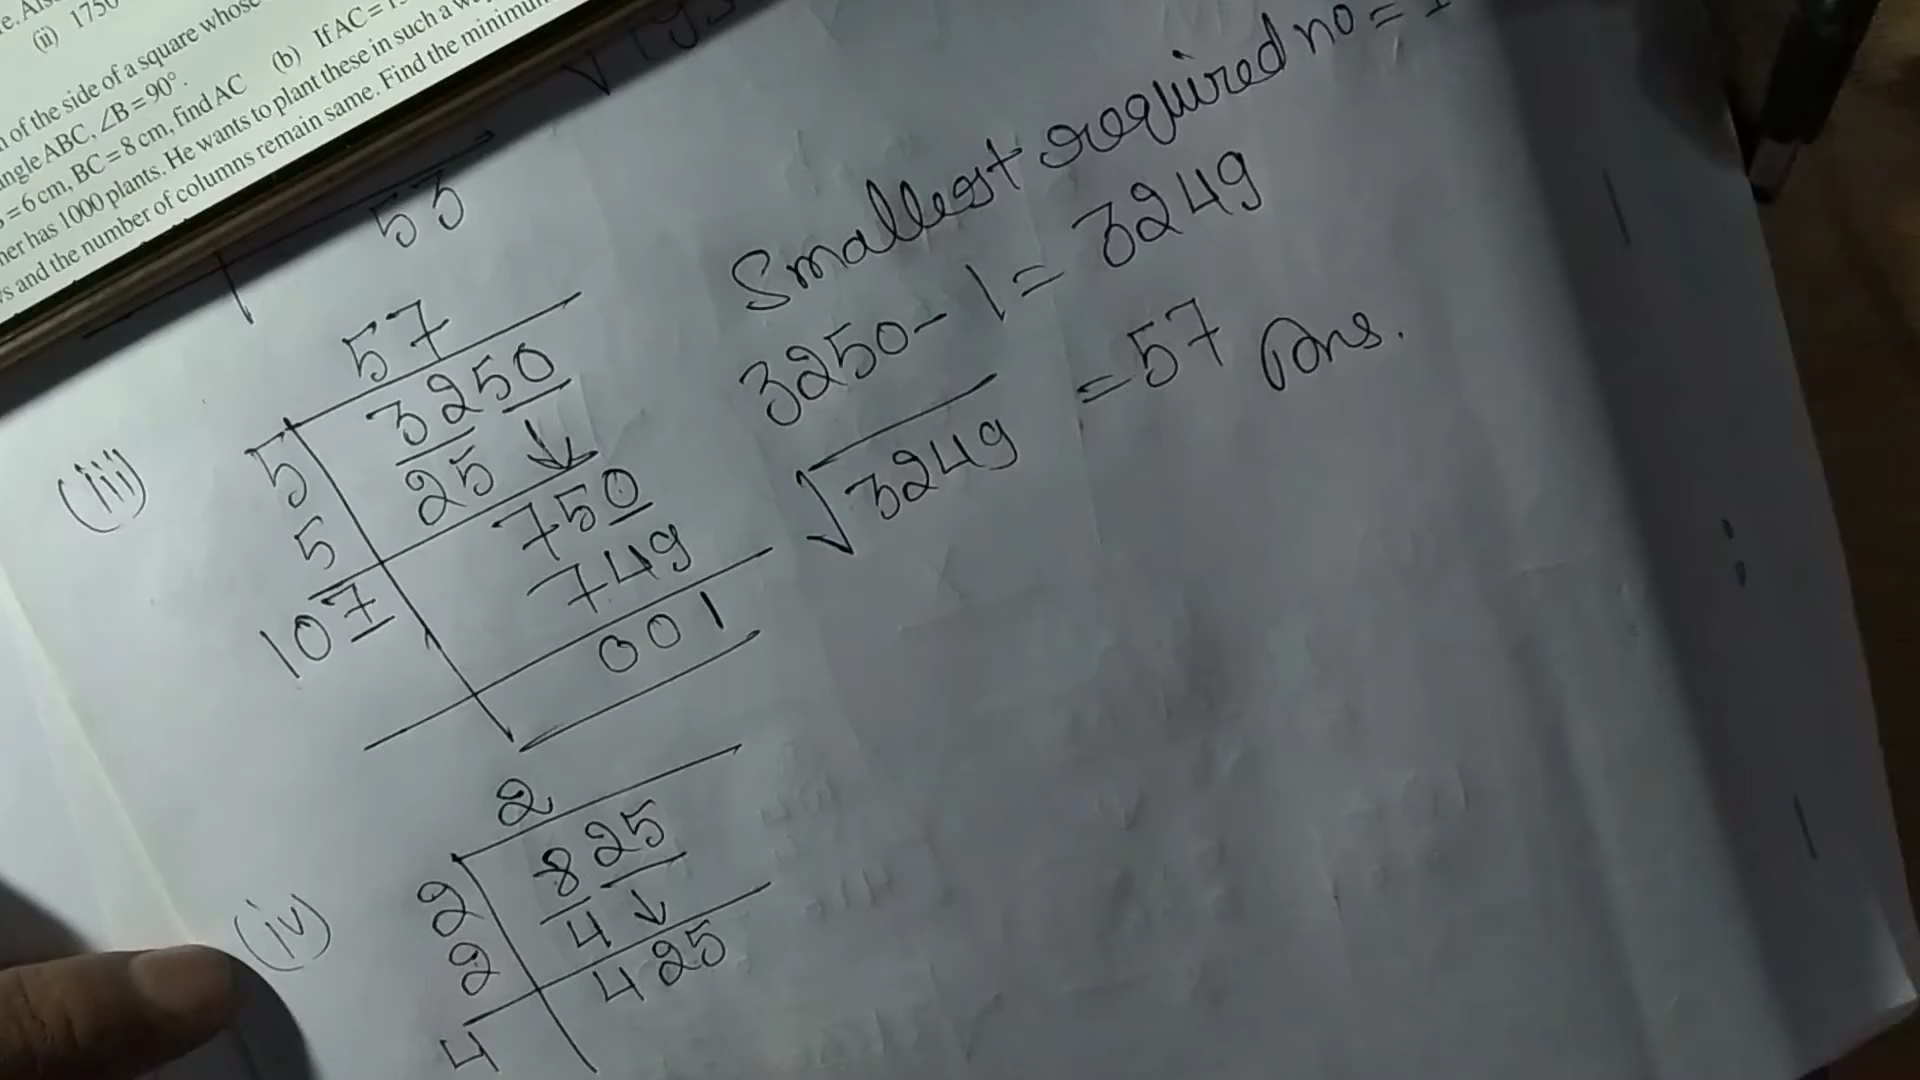 (ii) 1750
of the side of a square whose
angle ABC, ∠B = 90°.
= 6 cm, BC = 8 cm, find AC (b) If AC = 1
has 1000 plants. He wants to plant these in such a
and the number of columns remain same. Find the minimum
53
Smallest required no =
(iii)
57
5 3250
25 ↓
5 750
107 749
001
3250 - 1 = 3249
√3249 = 57 Ans.
(iv)
2
2 825
4 ↓
2 425
4